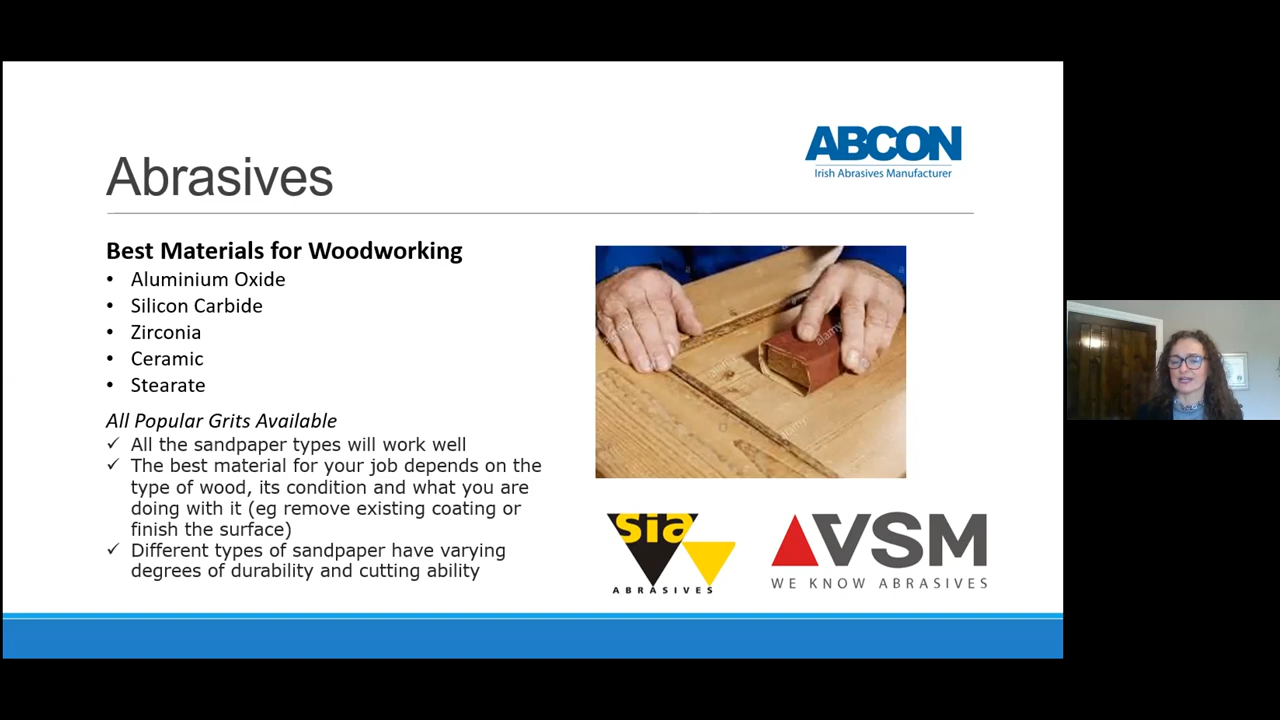 ABCON
Irish Abrasives Manufacturer
Abrasives
Best Materials for Woodworking
• Aluminium Oxide
• Silicon Carbide
• Zirconia
• Ceramic
• Stearate
All Popular Grits Available
✓ All the sandpaper types will work well
✓ The best material for your job depends on the
type of wood, its condition and what you are
doing with it (eg remove existing coating or
finish the surface)
✓ Different types of sandpaper have varying
degrees of durability and cutting ability
alamy
alamy
alamy
sia
ABRASIVES
VSM
WE KNOW ABRASIVES